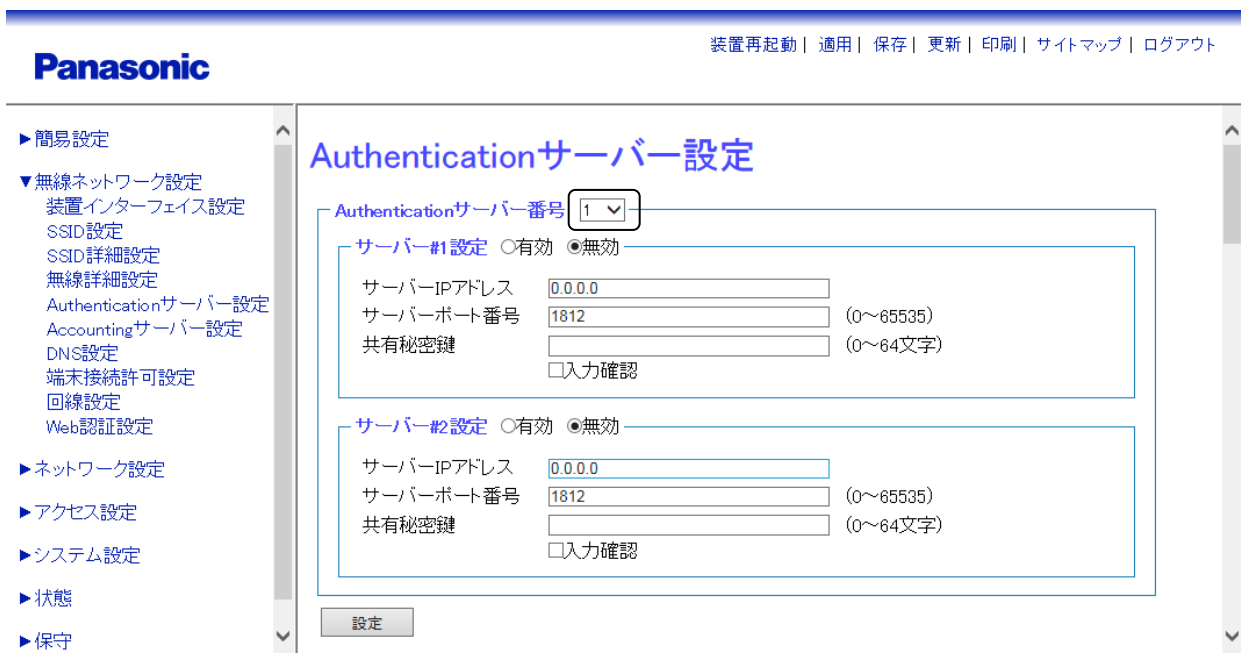 装置再起動| 適用| 保存| 更新| 印刷| サイトマップ| ログアウト
Panasonic
▶簡易設定
▼無線ネットワーク設定
装置インターフェイス設定
SSID設定
SSID詳細設定
無線詳細設定
Authenticationサーバー設定
Accountingサーバー設定
DNS設定
端末接続許可設定
回線設定
Web認証設定
▶ネットワーク設定
▶アクセス設定
▶システム設定
▶状態
▶保守
Authenticationサーバー設定
Authenticationサーバー番号 1
サーバー#1設定 ○有効 ◉無効
サーバーIPアドレス 0.0.0.0
サーバーポート番号 1812 (0～65535)
共有秘密鍵 (0～64文字)
□入力確認
サーバー#2設定 ○有効 ◉無効
サーバーIPアドレス 0.0.0.0
サーバーポート番号 1812 (0～65535)
共有秘密鍵 (0～64文字)
□入力確認
設定